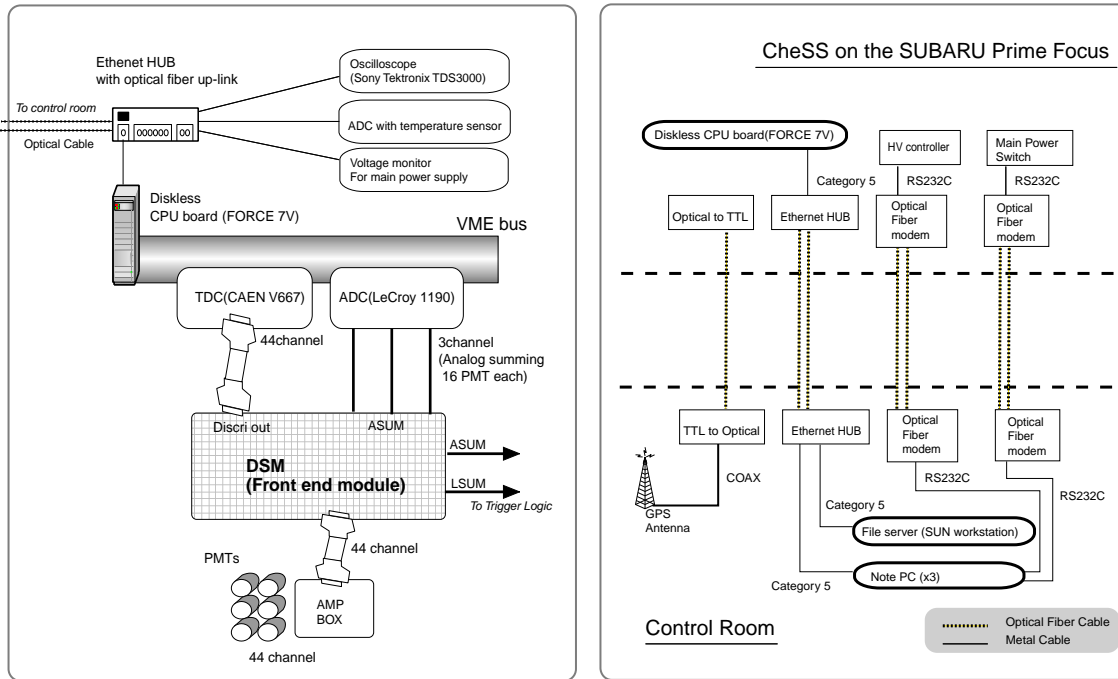 Ethenet HUB
with optical fiber up-link
To control room
Optical Cable
0 000000 00
Oscilloscope
(Sony Tektronix TDS3000)
ADC with temperature sensor
Voltage monitor
For main power supply
Diskless
CPU board (FORCE 7V)
VME bus
TDC(CAEN V667)
ADC(LeCroy 1190)
44channel
3channel
(Analog summing
16 PMT each)
Discri out
ASUM
DSM
(Front end module)
ASUM
LSUM
To Trigger Logic
44 channel
PMTs
AMP
BOX
44 channel
CheSS on the SUBARU Prime Focus
Diskless CPU board(FORCE 7V)
HV controller
Main Power
Switch
Category 5
RS232C
RS232C
Optical to TTL
Ethernet HUB
Optical
Fiber
modem
Optical
Fiber
modem
TTL to Optical
Ethernet HUB
Optical
Fiber
modem
Optical
Fiber
modem
COAX
RS232C
RS232C
GPS
Antenna
Category 5
File server (SUN workstation)
Category 5
Note PC (x3)
Control Room
Optical Fiber Cable
Metal Cable